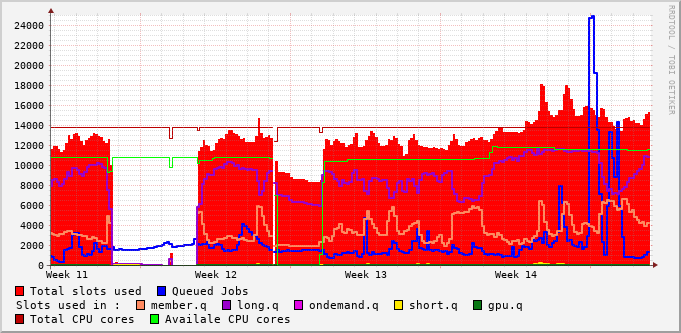 RRDTOOL / TOBI OETIKER
24000
22000
20000
18000
16000
14000
12000
10000
8000
6000
4000
2000
0
Week 11 Week 12 Week 13 Week 14
Total slots used Queued Jobs
Slots used in : member.q long.q ondemand.q short.q gpu.q
Total CPU cores Availale CPU cores